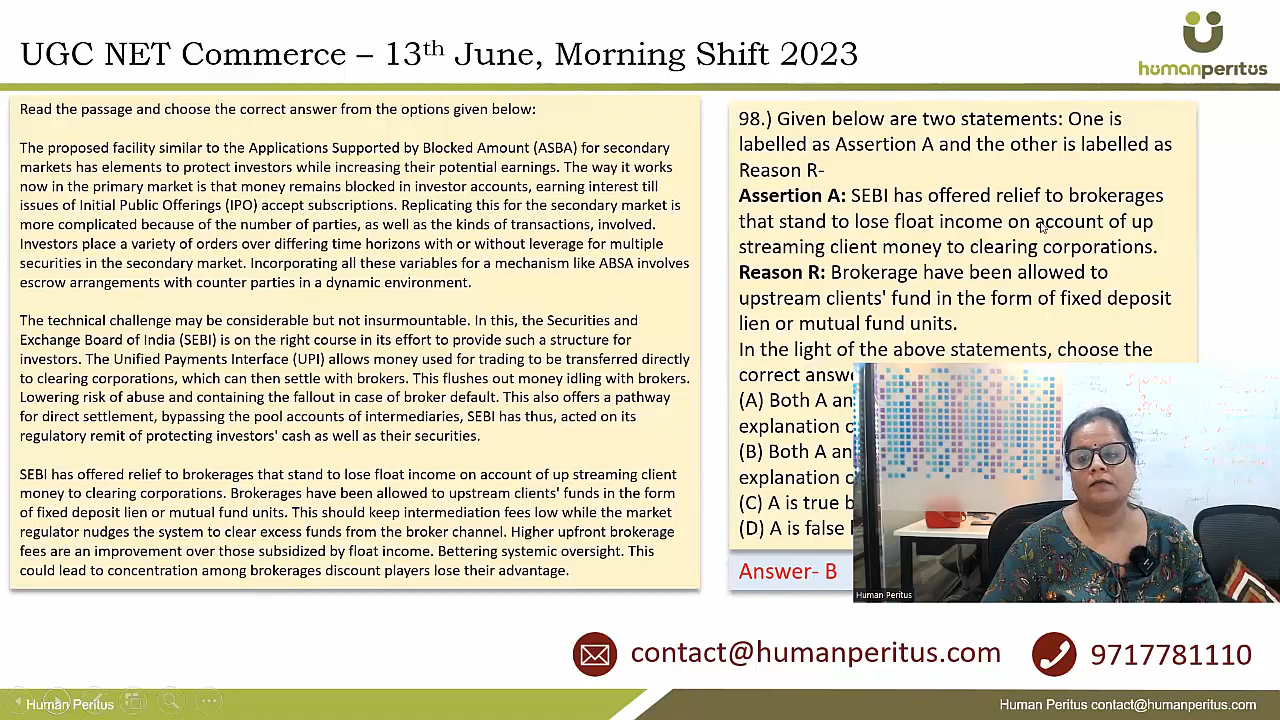 UGC NET Commerce – 13th June, Morning Shift 2023
humanperitus
Read the passage and choose the correct answer from the options given below:
The proposed facility similar to the Applications Supported by Blocked Amount (ASBA) for secondary
markets has elements to protect investors while increasing their potential earnings. The way it works
now in the primary market is that money remains blocked in investor accounts, earning interest till
issues of Initial Public Offerings (IPO) accept subscriptions. Replicating this for the secondary market is
more complicated because of the number of parties, as well as the kinds of transactions, involved.
Investors place a variety of orders over differing time horizons with or without leverage for multiple
securities in the secondary market. Incorporating all these variables for a mechanism like ABSA involves
escrow arrangements with counter parties in a dynamic environment.
The technical challenge may be considerable but not insurmountable. In this, the Securities and
Exchange Board of India (SEBI) is on the right course in its effort to provide such a structure for
investors. The Unified Payments Interface (UPI) allows money used for trading to be transferred directly
to clearing corporations, which can then settle with brokers. This flushes out money idling with brokers.
Lowering risk of abuse and containing the fallout in case of broker default. This also offers a pathway
for direct settlement, bypassing the pool accounts of intermediaries, SEBI has thus, acted on its
regulatory remit of protecting investors' cash as well as their securities.
SEBI has offered relief to brokerages that stand to lose float income on account of up streaming client
money to clearing corporations. Brokerages have been allowed to upstream clients' funds in the form
of fixed deposit lien or mutual fund units. This should keep intermediation fees low while the market
regulator nudges the system to clear excess funds from the broker channel. Higher upfront brokerage
fees are an improvement over those subsidized by float income. Bettering systemic oversight. This
could lead to concentration among brokerages discount players lose their advantage.
98.) Given below are two statements: One is
labelled as Assertion A and the other is labelled as
Reason R-
Assertion A: SEBI has offered relief to brokerages
that stand to lose float income on account of up
streaming client money to clearing corporations.
Reason R: Brokerage have been allowed to
upstream clients' fund in the form of fixed deposit
lien or mutual fund units.
In the light of the above statements, choose the
correct answ
(A) Both A an
explanation c
(B) Both A an
explanation c
(C) A is true b
(D) A is false
Answer- B
Human Peritus
contact@humanperitus.com
9717781110
Human Peritus
Human Peritus contact@humanperitus.com